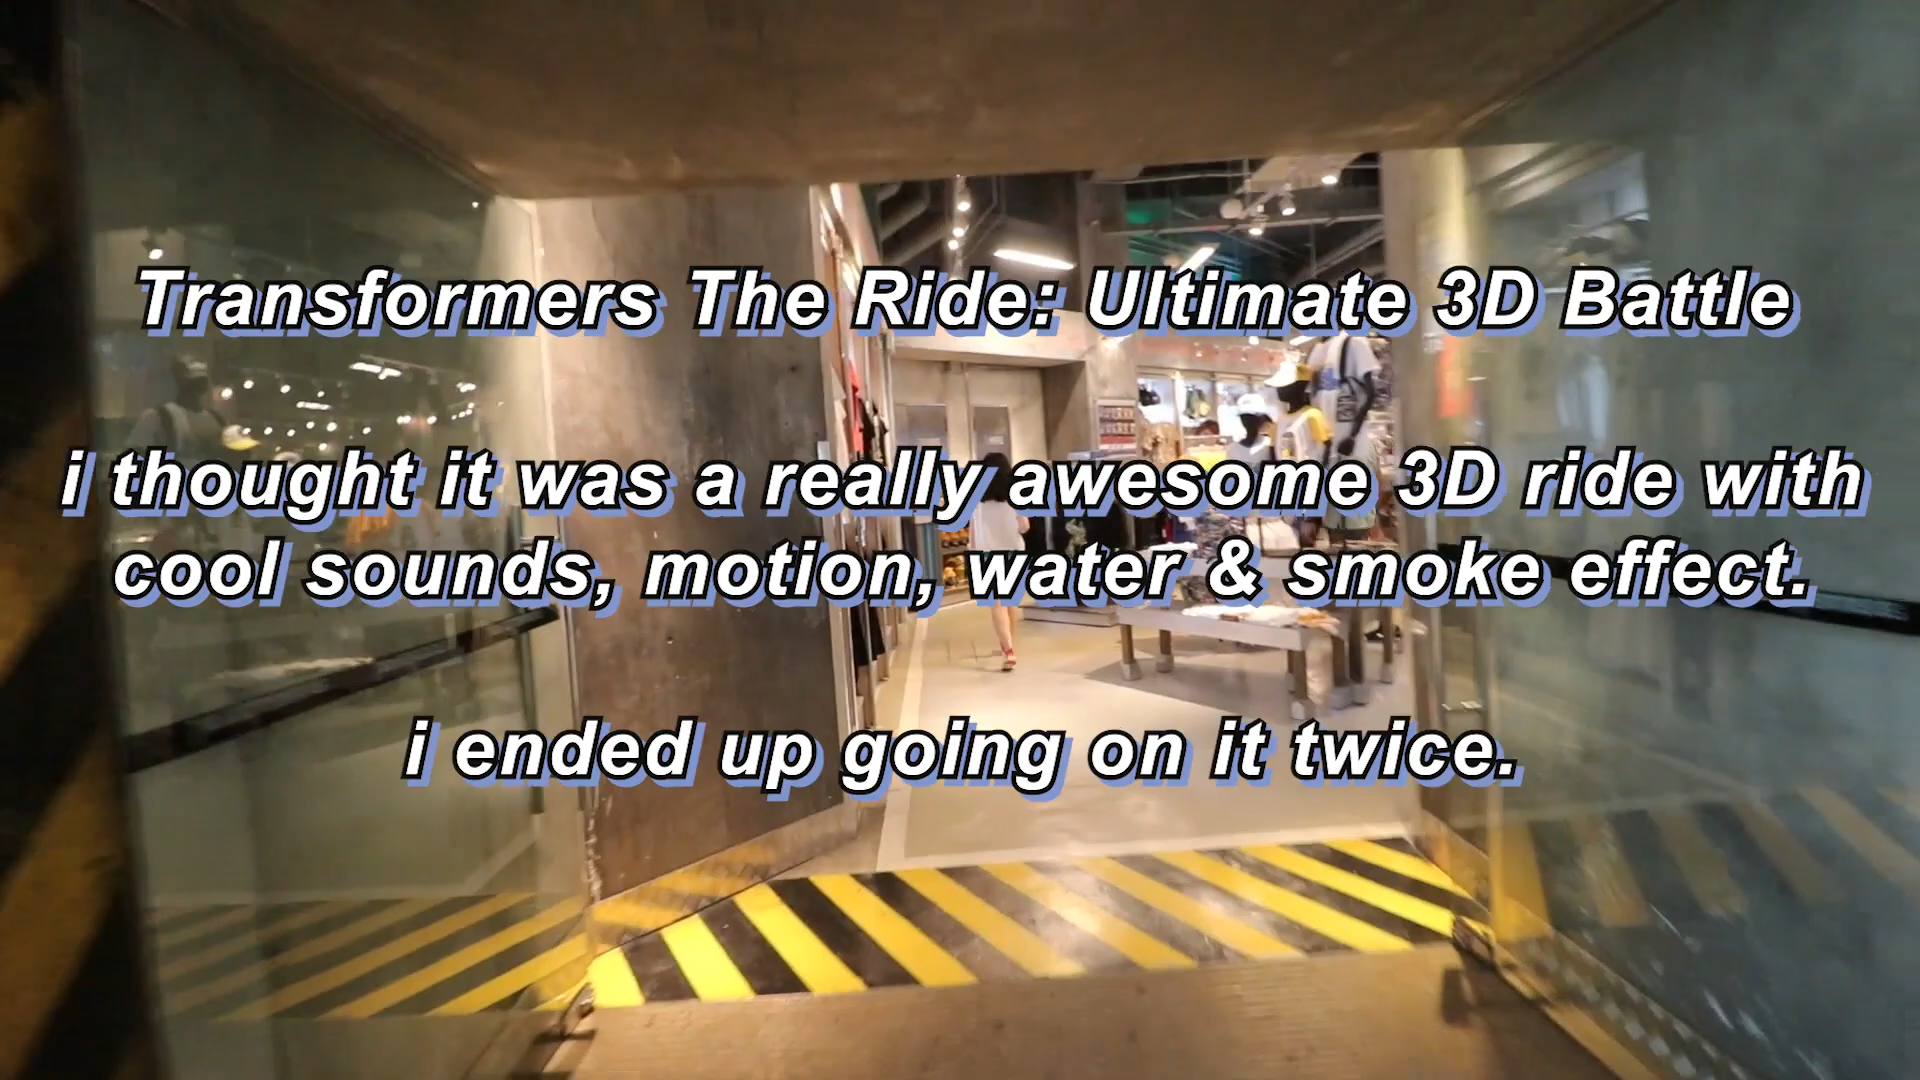 Transformers The Ride: Ultimate 3D Battle
i thought it was a really awesome 3D ride with
cool sounds, motion, water & smoke effect.
i ended up going on it twice.